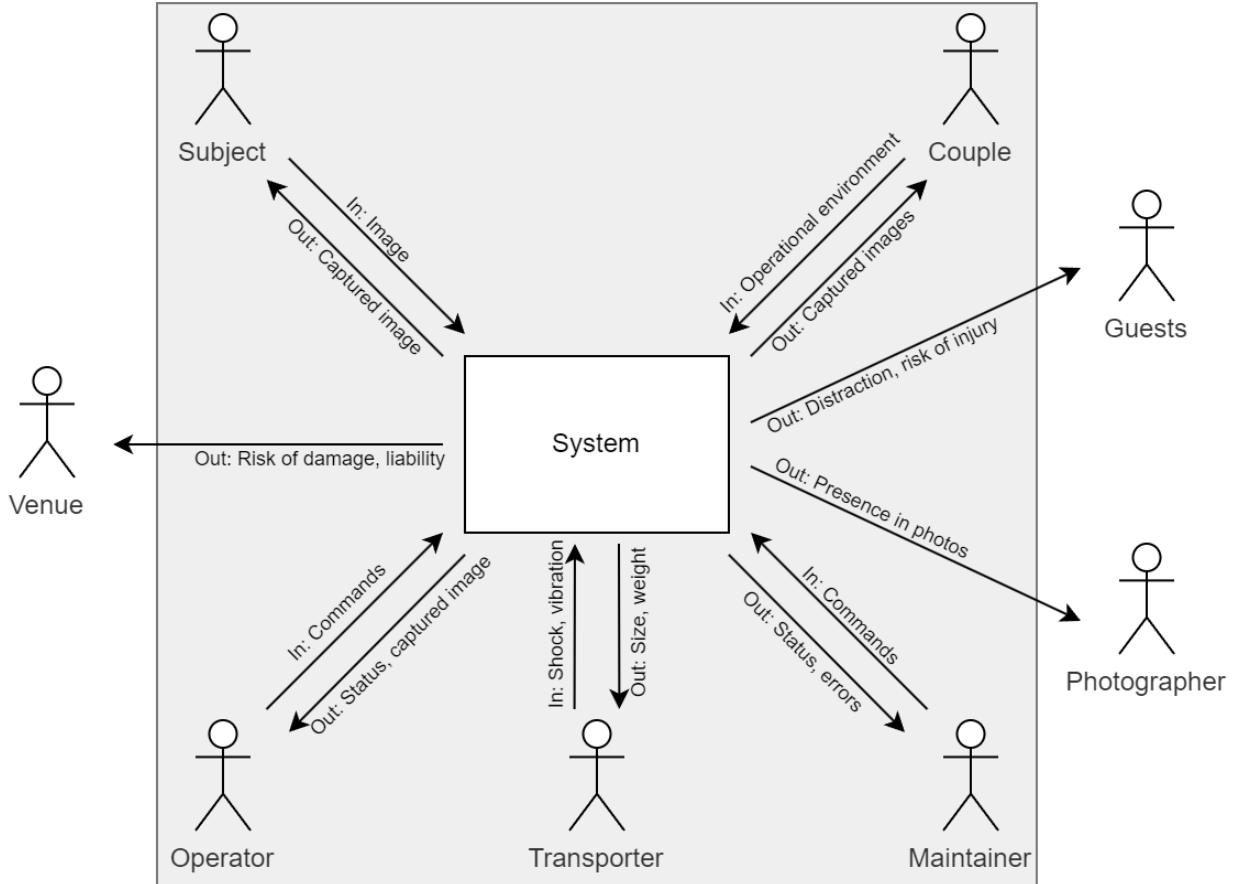 Subject
Couple
In: Image
Out: Captured image
In: Operational environment
Out: Captured images
Guests
Out: Distraction, risk of injury
System
Out: Risk of damage, liability
Venue
Out: Presence in photos
Photographer
In: Commands
Out: Status, captured image
In: Shock, vibration
Out: Size, weight
In: Commands
Out: Status, errors
Operator
Transporter
Maintainer